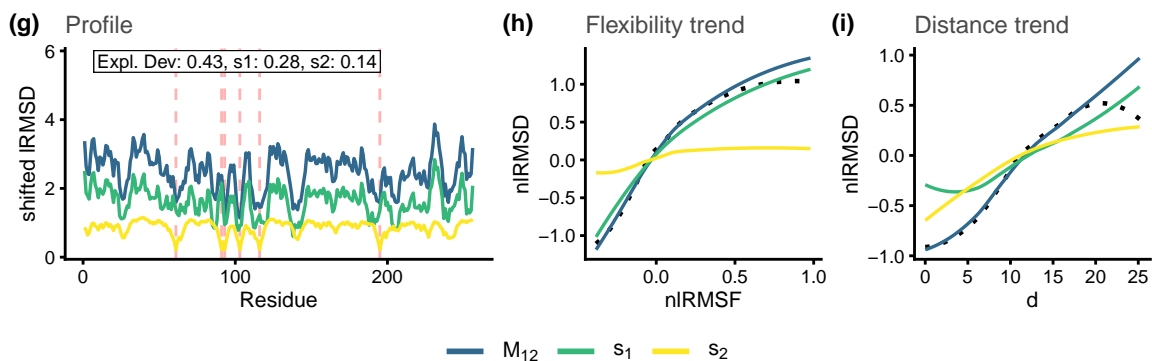 (g) Profile
Expl. Dev: 0.43, s1: 0.28, s2: 0.14
shifted lRMSD
6
4
2
0
0 100 200
Residue
(h) Flexibility trend
nlRMSD
1.0
0.5
0.0
−0.5
−1.0
0.0 0.5 1.0
nlRMSF
(i) Distance trend
nlRMSD
1.0
0.5
0.0
−0.5
−1.0
0 5 10 15 20 25
d
M12 s1 s2